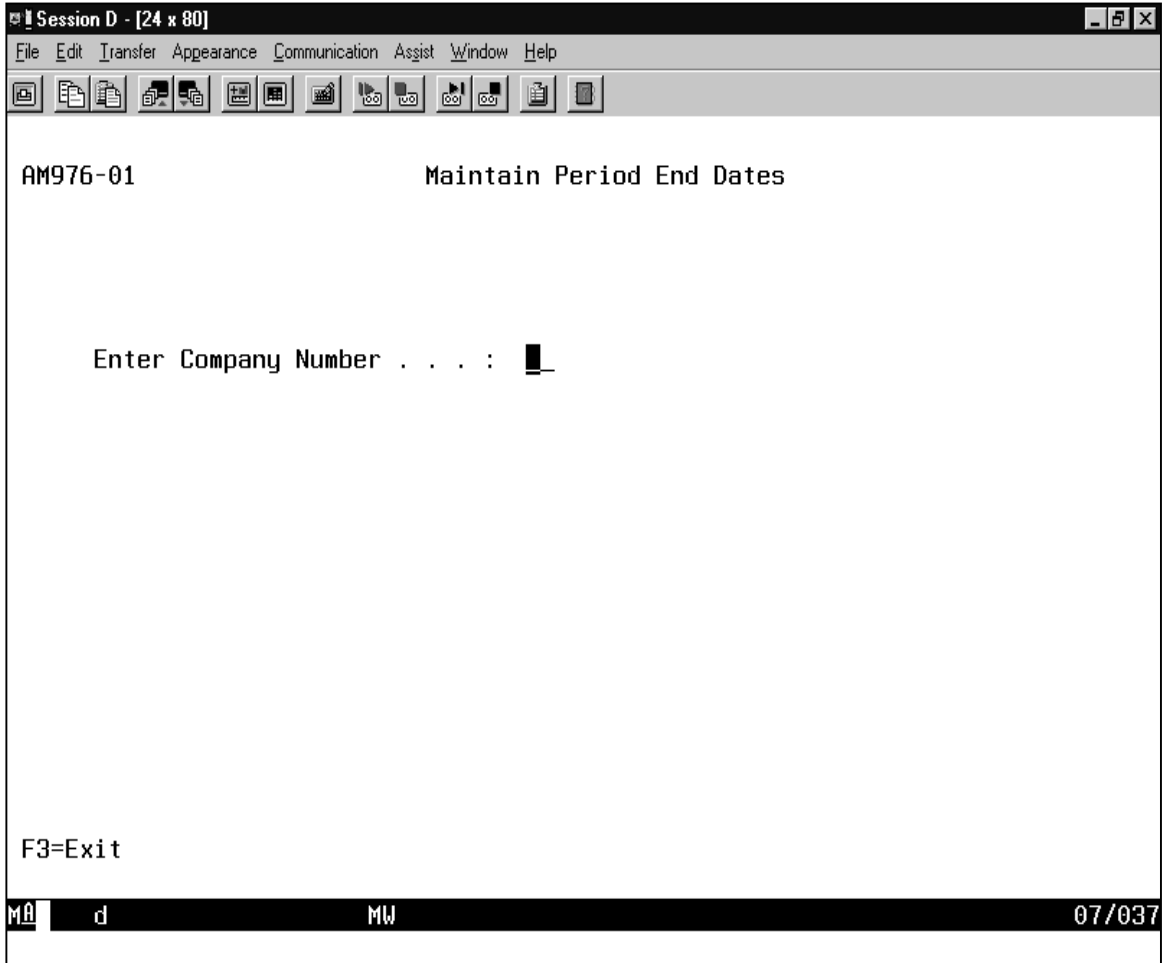 Session D - [24 x 80]
File Edit Transfer Appearance Communication Assist Window Help
AM976-01 Maintain Period End Dates
Enter Company Number . . . :
F3=Exit
MA d MW 07/037